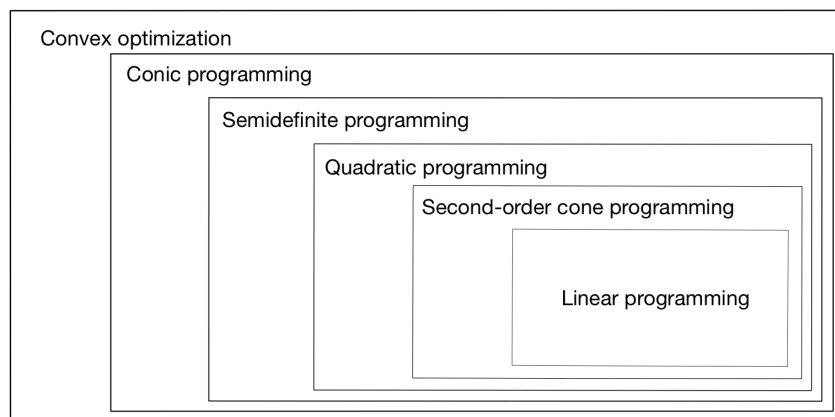 Convex optimization
Conic programming
Semidefinite programming
Quadratic programming
Second-order cone programming
Linear programming